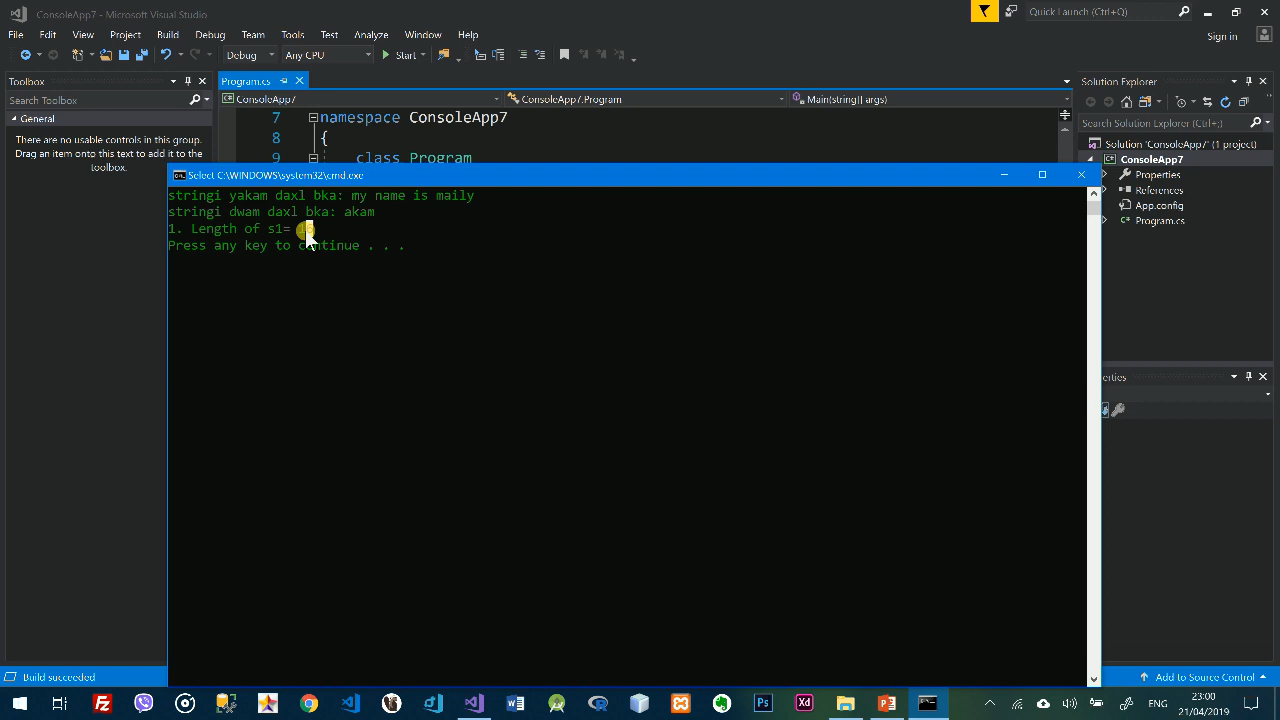 ConsoleApp7 - Microsoft Visual Studio
Quick Launch (Ctrl+Q)
File Edit View Project Build Debug Team Tools Test Analyze Window Help
Sign in
Debug Any CPU Start
Toolbox
Program.cs
Solution Explorer
Search Toolbox
ConsoleApp7 ConsoleApp7.Program Main(string[] args)
General
7 namespace ConsoleApp7
Search Solution Explorer (Ctrl+;)
There are no usable controls in this group.
Drag an item onto this text to add it to the
toolbox.
8 {
Solution 'ConsoleApp7' (1 project)
9 class Program
ConsoleApp7
Select C:\WINDOWS\system32\cmd.exe
Properties
stringi yakam daxl bka: my name is maily
References
stringi dwam daxl bka: akam
App.config
1. Length of s1=
Program.cs
Press any key to continue . . .
erties
Build succeeded
Add to Source Control
Ps
Xd
ENG
23:00
21/04/2019